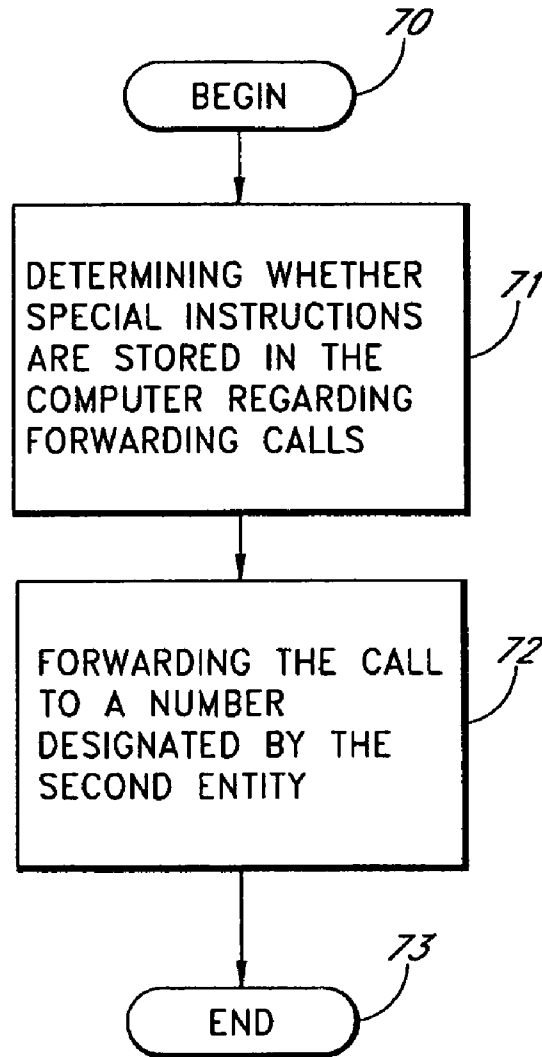 70
BEGIN
DETERMINING WHETHER
SPECIAL INSTRUCTIONS
ARE STORED IN THE
COMPUTER REGARDING
FORWARDING CALLS
71
FORWARDING THE CALL
TO A NUMBER
DESIGNATED BY THE
SECOND ENTITY
72
73
END